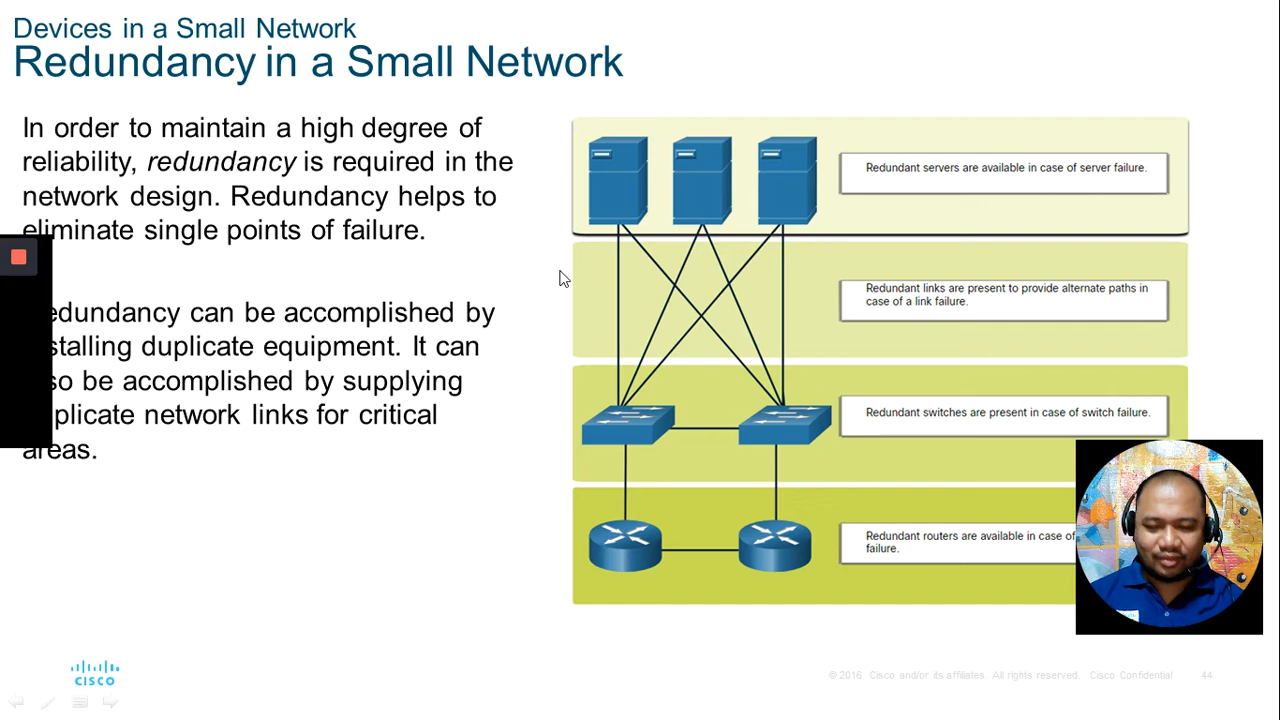 Devices in a Small Network
Redundancy in a Small Network
In order to maintain a high degree of
reliability, redundancy is required in the
network design. Redundancy helps to
eliminate single points of failure.
can be accomplished by
duplicate equipment. It can
be accomplished by supplying
network links for critical
areas.
Redundant servers are available in case of server failure.
Redundant links are present to provide alternate paths in
case of a link failure.
Redundant switches are present in case of switch failure.
Redundant routers are available in case of
failure.
CISCO
© 2016 Cisco and/or its affiliates. All rights reserved. Cisco Confidential
44